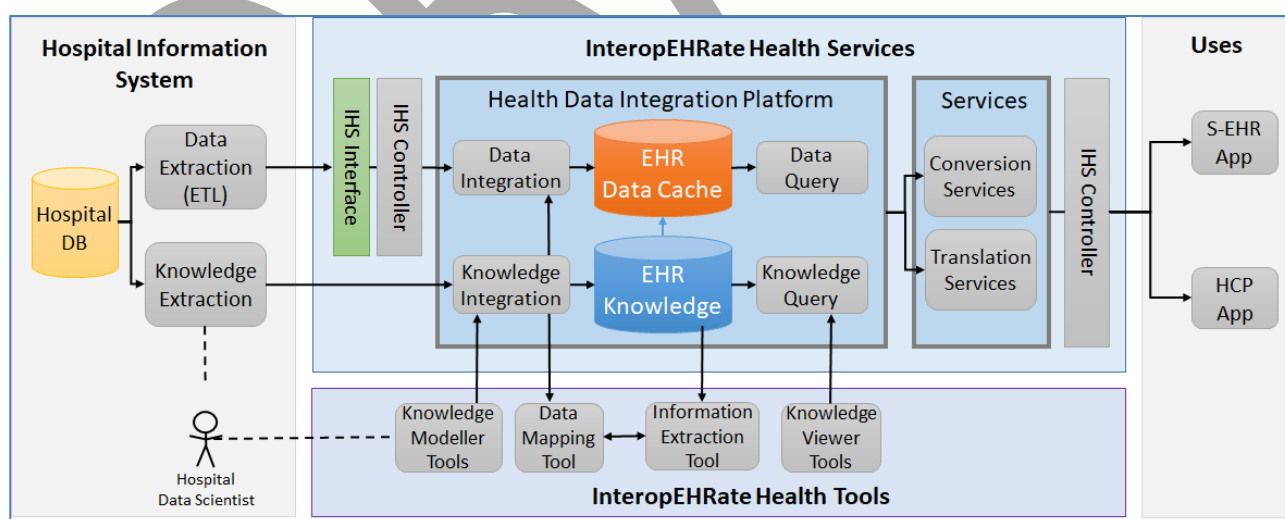 Hospital Information
System
InteropEHRate Health Services
Uses
Health Data Integration Platform
Services
Hospital
DB
Data
Extraction
(ETL)
Knowledge
Extraction
IHS Interface
IHS Controller
Data
Integration
EHR
Data Cache
Data
Query
Knowledge
Integration
EHR
Knowledge
Knowledge
Query
Conversion
Services
Translation
Services
IHS Controller
S-EHR
App
HCP
App
Hospital
Data Scientist
Knowledge
Modeller
Tools
Data
Mapping
Tool
Information
Extraction
Tool
Knowledge
Viewer
Tools
InteropEHRate Health Tools